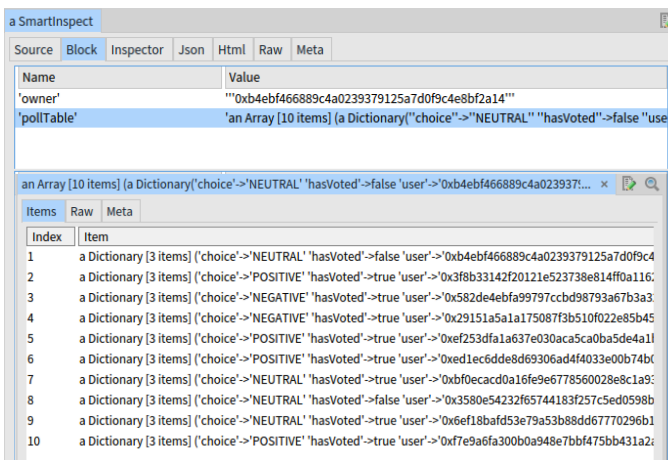 a SmartInspect
Source Block Inspector Json Html Raw Meta
Name Value
'owner' '''0xb4ebf466889c4a0239379125a7d0f9c4e8bf2a14'''
'pollTable' 'an Array [10 items] (a Dictionary(''choice''->''NEUTRAL'' ''hasVoted''->false ''use
an Array [10 items] (a Dictionary('choice'->'NEUTRAL' 'hasVoted'->false 'user'->'0xb4ebf466889c4a02393791... ×
Items Raw Meta
Index Item
1 a Dictionary [3 items] ('choice'->'NEUTRAL' 'hasVoted'->false 'user'->'0xb4ebf466889c4a0239379125a7d0f9c4
2 a Dictionary [3 items] ('choice'->'POSITIVE' 'hasVoted'->true 'user'->'0x3f8b33142f20121e523738e814ff0a1162
3 a Dictionary [3 items] ('choice'->'NEGATIVE' 'hasVoted'->true 'user'->'0x582de4ebfa99797ccbd98793a67b3a3
4 a Dictionary [3 items] ('choice'->'NEGATIVE' 'hasVoted'->true 'user'->'0x29151a5a1a175087f3b510f022e85b45
5 a Dictionary [3 items] ('choice'->'POSITIVE' 'hasVoted'->true 'user'->'0xef253dfa1a637e030aca5ca0ba5de4a1
6 a Dictionary [3 items] ('choice'->'POSITIVE' 'hasVoted'->true 'user'->'0xed1ec6dde8d69306ad4f4033e00b74b0
7 a Dictionary [3 items] ('choice'->'NEUTRAL' 'hasVoted'->true 'user'->'0xbf0ecacd0a16fe9e6778560028e8c1a93
8 a Dictionary [3 items] ('choice'->'NEUTRAL' 'hasVoted'->false 'user'->'0x3580e54232f65744183f257c5ed0598b
9 a Dictionary [3 items] ('choice'->'NEUTRAL' 'hasVoted'->true 'user'->'0x6ef18bafd53e79a53b88dd67770296b1
10 a Dictionary [3 items] ('choice'->'POSITIVE' 'hasVoted'->true 'user'->'0xf7e9a6fa300b0a948e7bbf475bb431a2